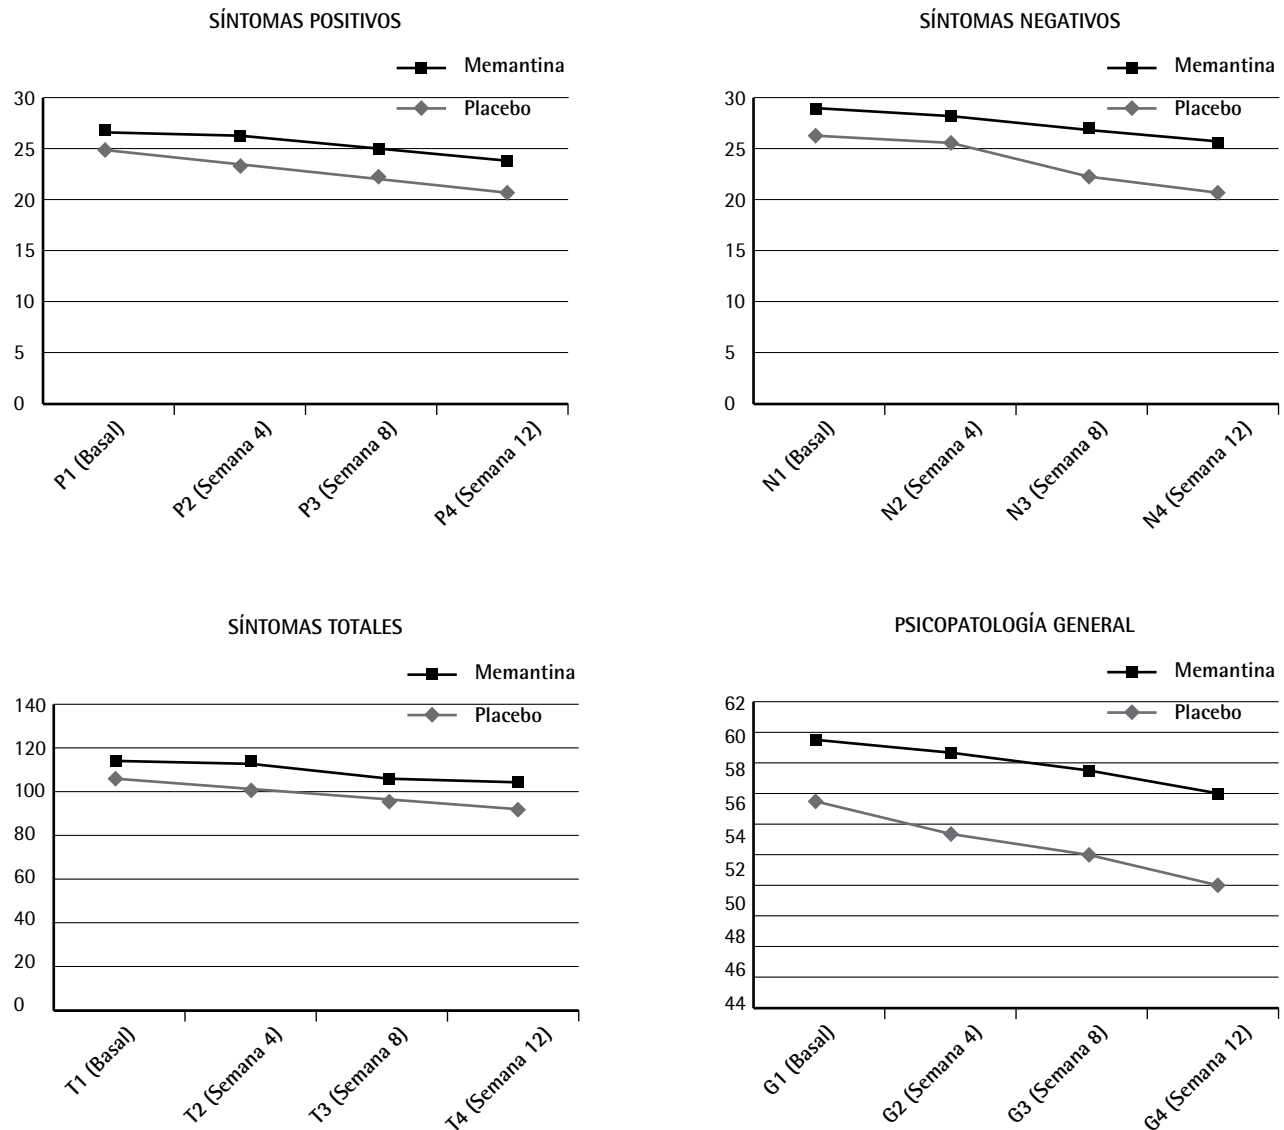 SÍNTOMAS POSITIVOS
Memantina
Placebo
30
25
20
15
10
5
0
P1 (Basal)
P2 (Semana 4)
P3 (Semana 8)
P4 (Semana 12)
SÍNTOMAS NEGATIVOS
Memantina
Placebo
30
25
20
15
10
5
0
N1 (Basal)
N2 (Semana 4)
N3 (Semana 8)
N4 (Semana 12)
SÍNTOMAS TOTALES
Memantina
Placebo
140
120
100
80
60
40
20
0
T1 (Basal)
T2 (Semana 4)
T3 (Semana 8)
T4 (Semana 12)
PSICOPATOLOGÍA GENERAL
Memantina
Placebo
62
60
58
56
54
52
50
48
46
44
G1 (Basal)
G2 (Semana 4)
G3 (Semana 8)
G4 (Semana 12)